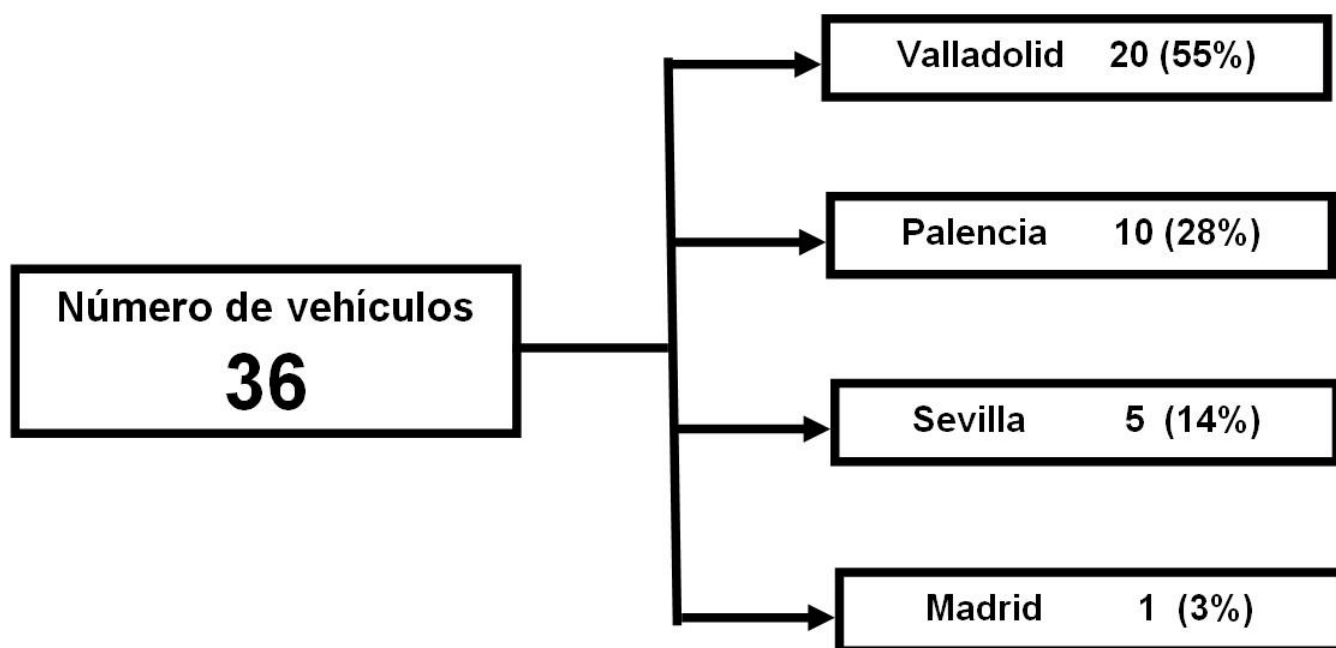 Valladolid 20 (55%)
Palencia 10 (28%)
Número de vehículos
36
Sevilla 5 (14%)
Madrid 1 (3%)